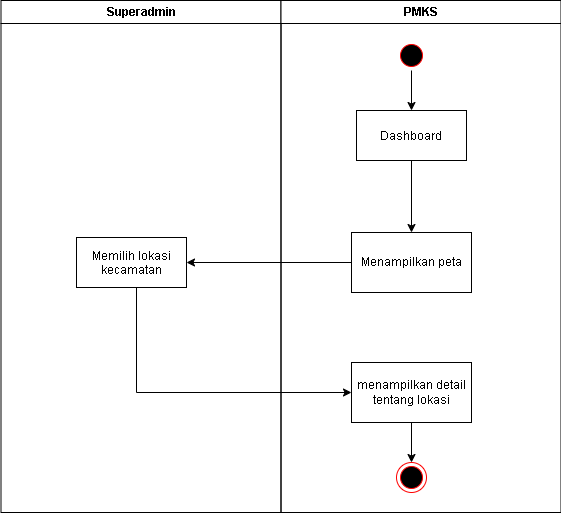 Superadmin
PMKS
Dashboard
Memilih lokasi
kecamatan
Menampilkan peta
menampilkan detail
tentang lokasi